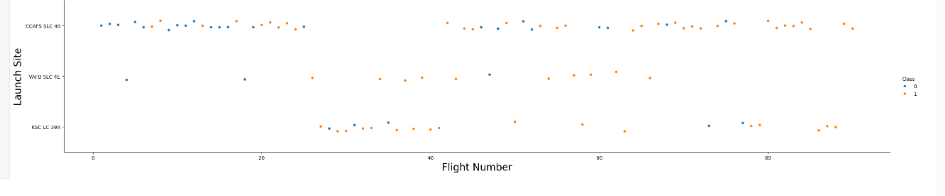 CCAFS SLC 40
VAFB SLC 4E
KSC LC 39A
Launch Site
0
20
40
60
80
Flight Number
Class
0
1